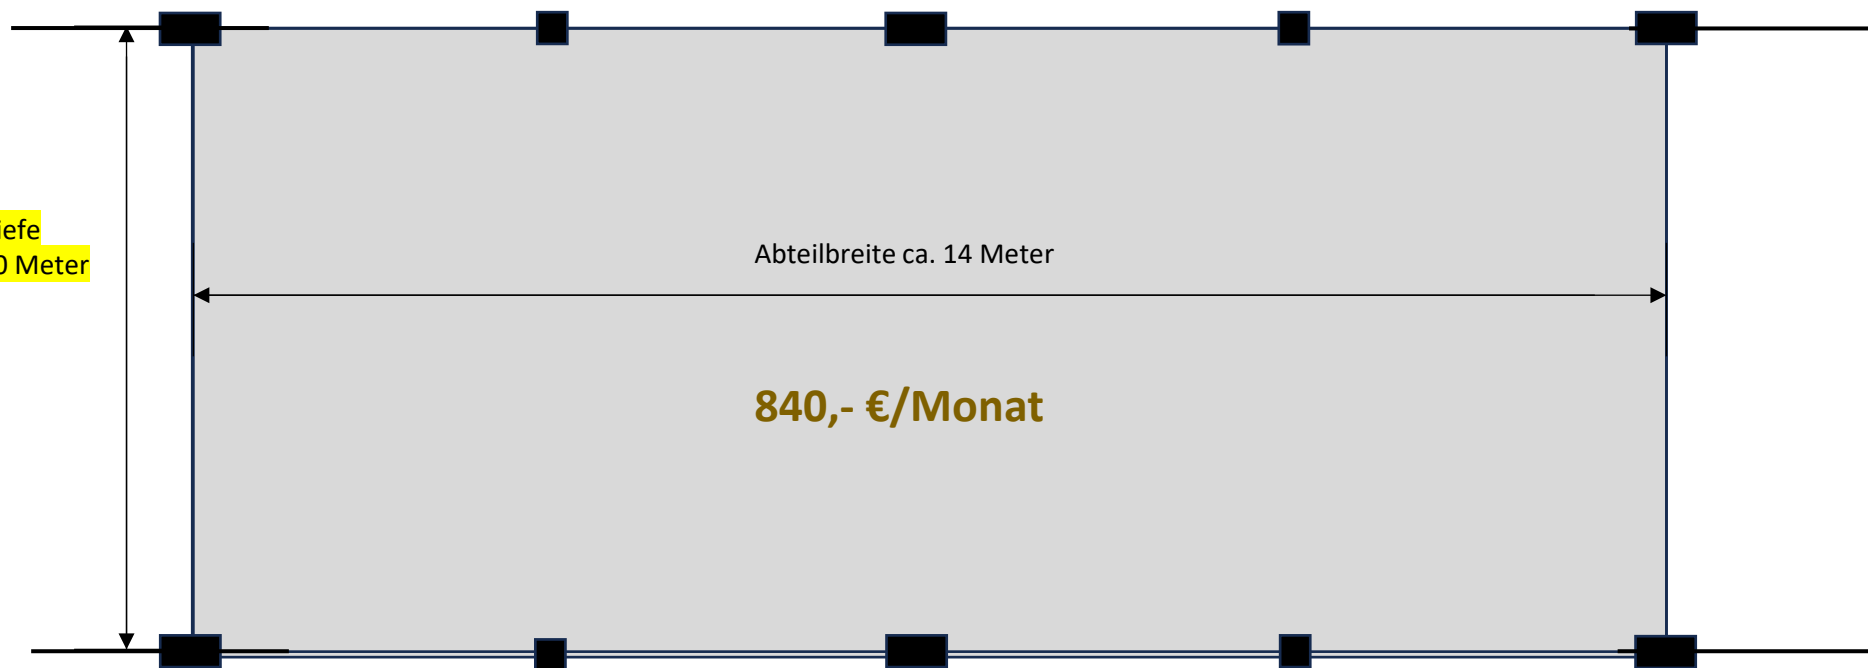 iefe
0 Meter
Abteilbreite ca. 14 Meter
840,- €/Monat